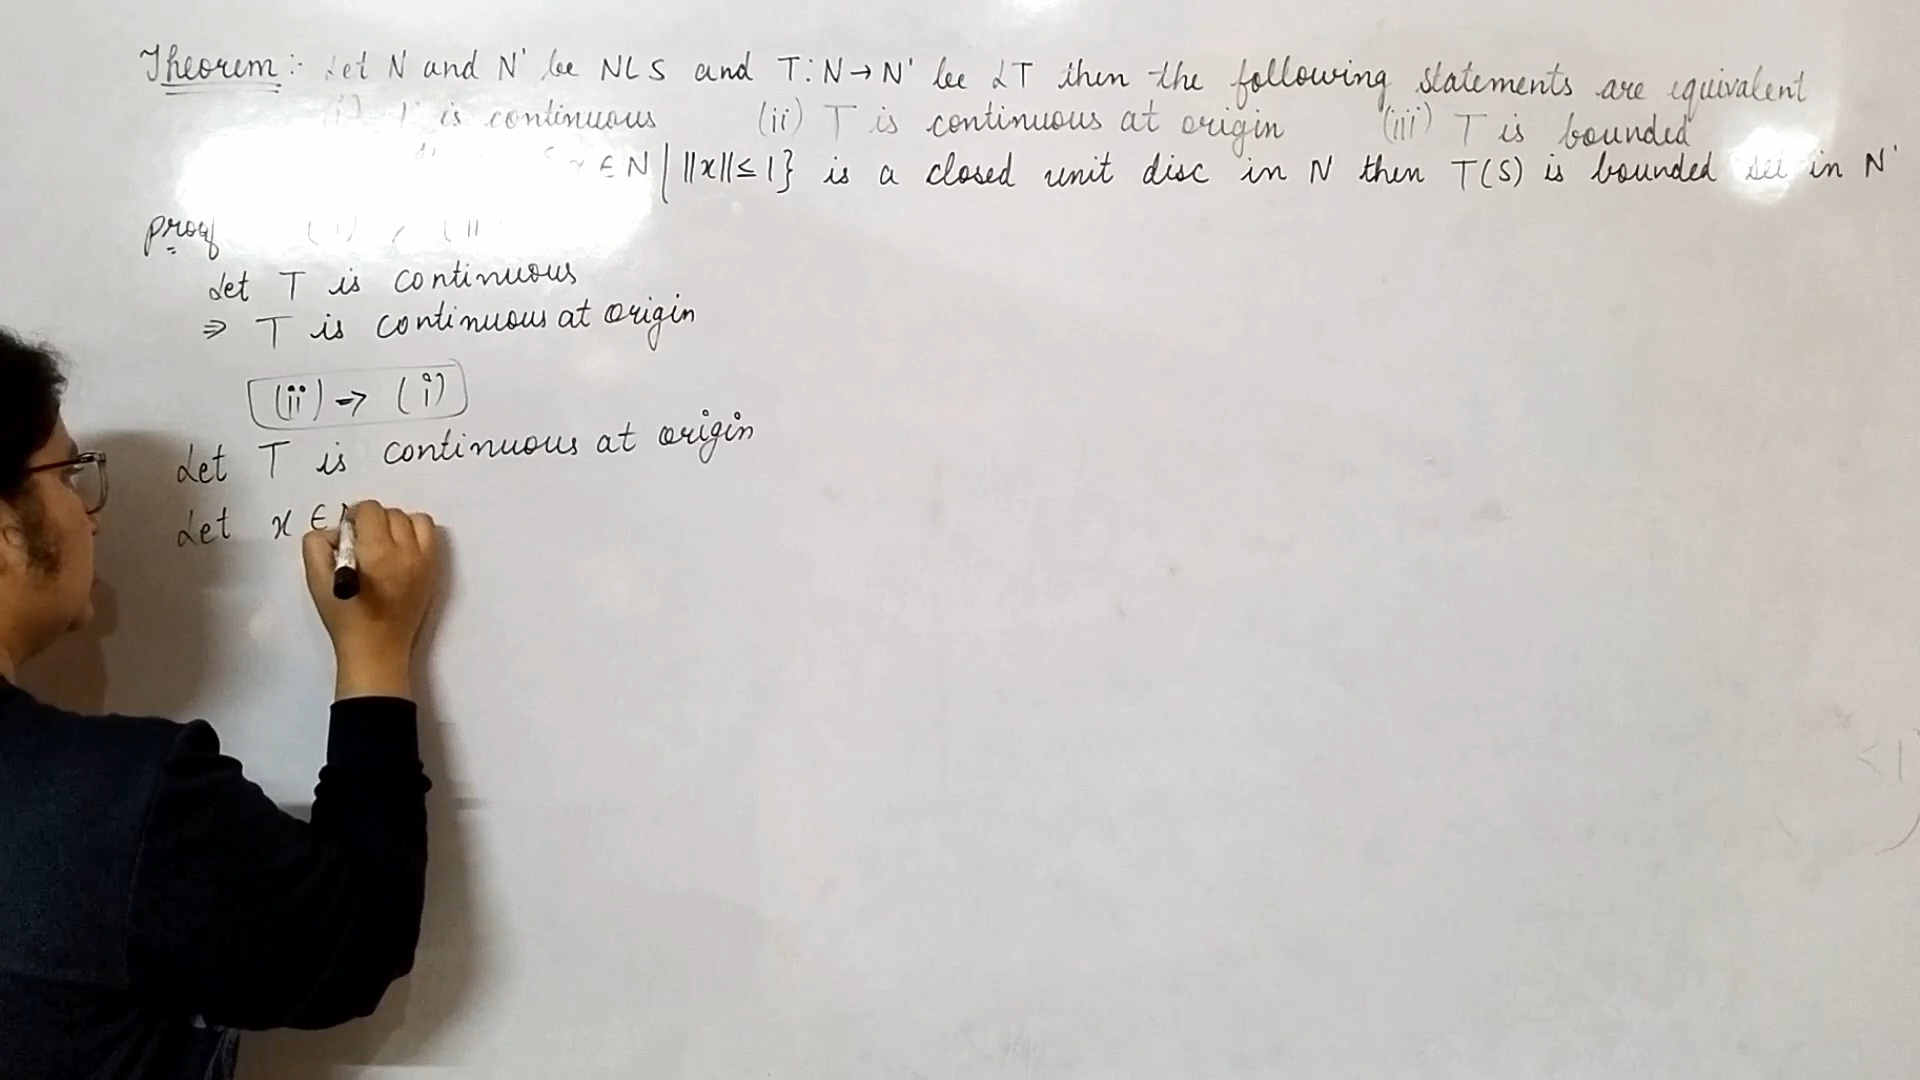 Theorem :- Let N and N' be NLS and T: N → N' be LT then the following statements are equivalent
(i) T is continuous (ii) T is continuous at origin (iii) T is bounded
x ∈ N | ||x|| ≤ 1} is a closed unit disc in N then T(S) is bounded set in N'
Proof (i) (ii
Let T is continuous
⇒ T is continuous at origin
(ii) → (i)
Let T is continuous at origin
Let x ∈